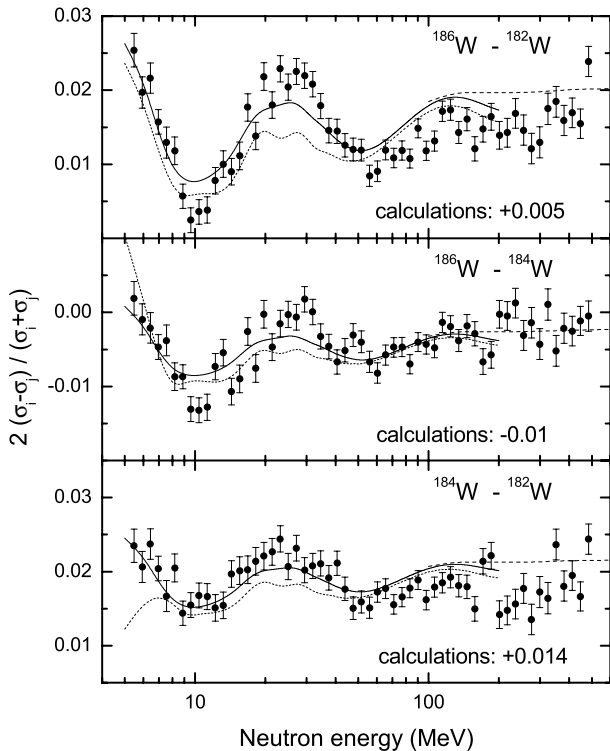 ¹⁸⁶W - ¹⁸²W
0.03
0.02
0.01
0.00
calculations: +0.005
¹⁸⁶W - ¹⁸⁴W
0.00
-0.01
calculations: -0.01
2 (σᵢ-σⱼ) / (σᵢ+σⱼ)
¹⁸⁴W - ¹⁸²W
0.03
0.02
0.01
calculations: +0.014
10
100
Neutron energy (MeV)